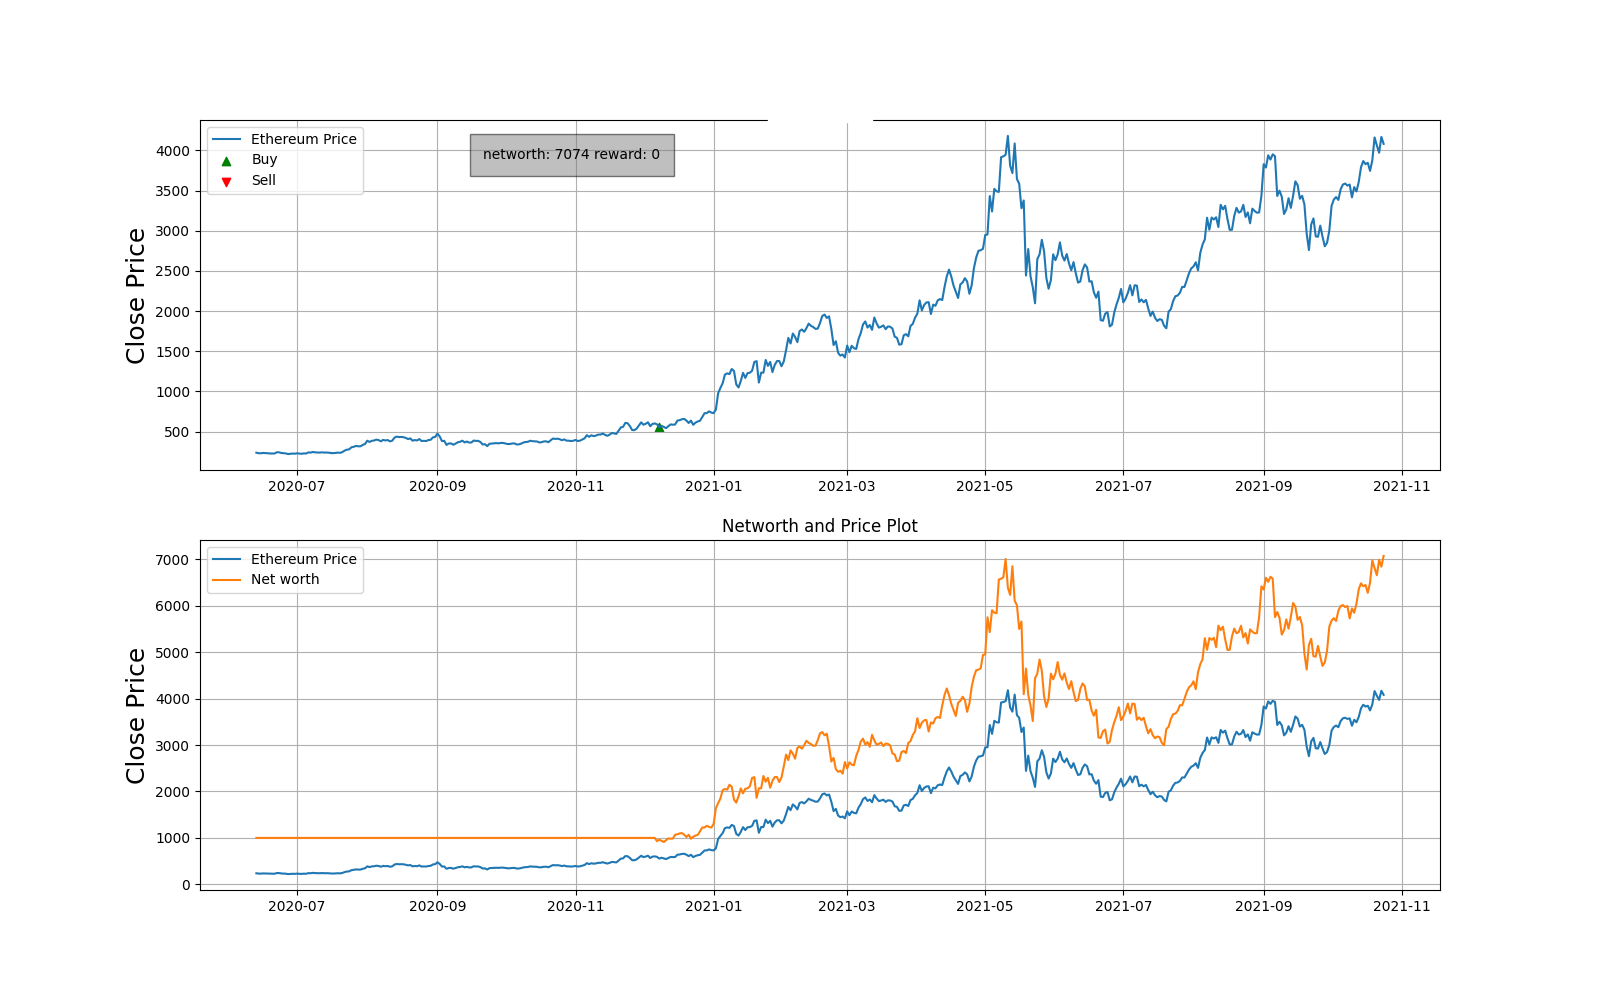 Ethereum Price
Buy
Sell
networth: 7074 reward: 0
Close Price
4000
3500
3000
2500
2000
1500
1000
500
2020-07 2020-09 2020-11 2021-01 2021-03 2021-05 2021-07 2021-09 2021-11
Networth and Price Plot
Ethereum Price
Net worth
Close Price
7000
6000
5000
4000
3000
2000
1000
0
2020-07 2020-09 2020-11 2021-01 2021-03 2021-05 2021-07 2021-09 2021-11